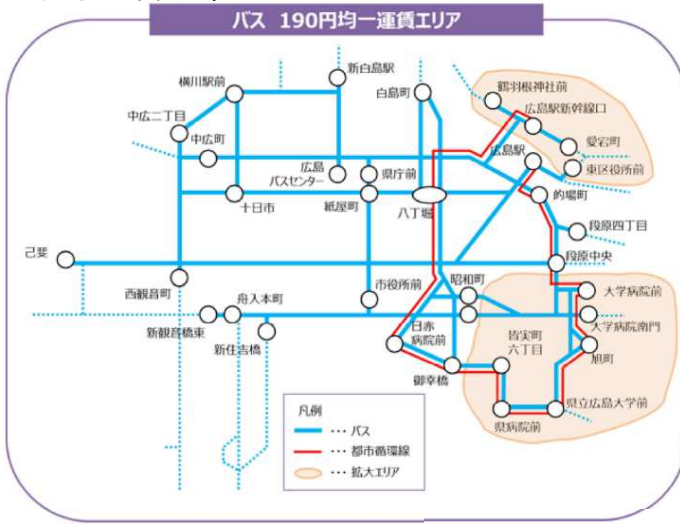 バス 190円均一運賃エリア
新白島駅
横川駅前
白島町
鶴羽根神社前
広島駅新幹線口
中広二丁目
中広町
広島駅
愛宕町
広島
バスセンター
県庁前
東区役所前
十日市
紙屋町
八丁堀
的場町
段原四丁目
己斐
段原中央
西観音町
市役所前
昭和町
大学病院前
舟入本町
新観音橋東
新住吉橋
日赤
病院前
皆実町
六丁目
大学病院南門
旭町
御幸橋
県病院前
県立広島大学前
凡例
・・・バス
・・・都市循環線
・・・拡大エリア